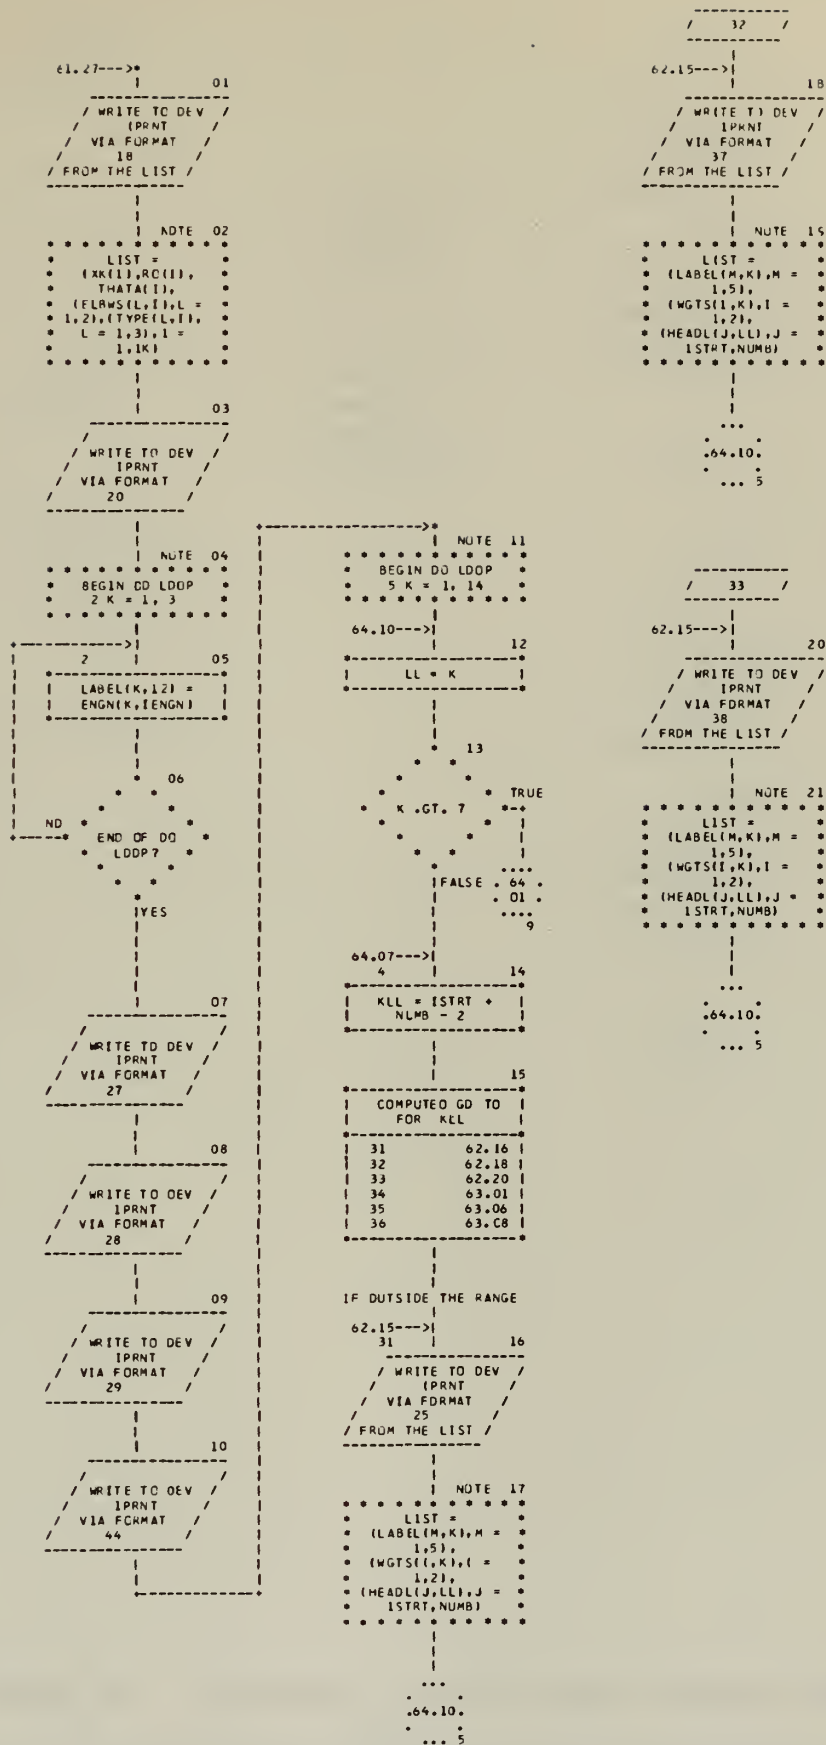 61.27--->*
01
/ WRITE TO DEV /
/ IPRNT /
/ VIA FORMAT /
/ 18 /
/ FROM THE LIST /
NOTE 02
LIST =
(XK(I),RC(I),
THATA(I),
(ELRWS(L,I),L =
1,2),(TYPE(L,I),
L = 1,3),I =
1,IK)
03
/ WRITE TO DEV /
/ IPRNT /
/ VIA FORMAT /
/ 20 /
NOTE 04
BEGIN DO LOOP
2 K = 1, 3
2 05
LABEL(K,12) =
ENGN(K,IENGN)
06
END OF DO
LOOP?
NO
YES
07
/ WRITE TO DEV /
/ IPRNT /
/ VIA FORMAT /
/ 27 /
08
/ WRITE TO DEV /
/ IPRNT /
/ VIA FORMAT /
/ 28 /
09
/ WRITE TO DEV /
/ IPRNT /
/ VIA FORMAT /
/ 29 /
10
/ WRITE TO DEV /
/ IPRNT /
/ VIA FORMAT /
/ 44 /
NOTE 11
BEGIN DO LOOP
5 K = 1, 14
64.10--->|
12
LL = K
13
K .GT. 7
TRUE
FALSE
. 64 .
. 01 .
.... 9
64.07--->|
4 14
KLL = ISTRT +
NUMB - 2
15
COMPUTED GO TO
FOR KLL
31 62.16
32 62.18
33 62.20
34 63.01
35 63.06
36 63.C8
IF OUTSIDE THE RANGE
62.15--->|
31 16
/ WRITE TO DEV /
/ IPRNT /
/ VIA FORMAT /
/ 25 /
/ FROM THE LIST /
NOTE 17
LIST =
(LABEL(M,K),M =
1,5),
(WGTS(I,K),I =
1,2),
(HEADL(J,LL),J =
ISTRT,NUMB)
.64.10.
... 5
/ 32 /
62.15--->|
18
/ WRITE TO DEV /
/ IPRNT /
/ VIA FORMAT /
/ 37 /
/ FROM THE LIST /
NOTE 19
LIST =
(LABEL(M,K),M =
1,5),
(WGTS(I,K),I =
1,2),
(HEADL(J,LL),J =
ISTRT,NUMB)
.64.10.
... 5
/ 33 /
62.15--->|
20
/ WRITE TO DEV /
/ IPRNT /
/ VIA FORMAT /
/ 38 /
/ FROM THE LIST /
NOTE 21
LIST =
(LABEL(M,K),M =
1,5),
(WGTS(I,K),I =
1,2),
(HEADL(J,LL),J =
ISTRT,NUMB)
.64.10.
... 5